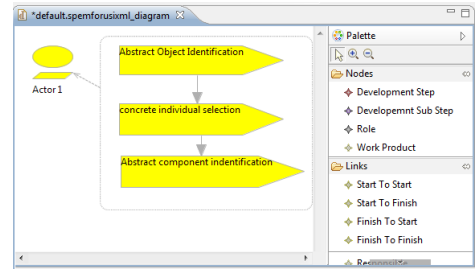 *default.spemforusixml_diagram
Abstract Object Identification
Actor 1
concrete individual selection
Abstract component indentification
Palette
Nodes
Development Step
Developemnt Sub Step
Role
Work Product
Links
Start To Start
Start To Finish
Finish To Start
Finish To Finish